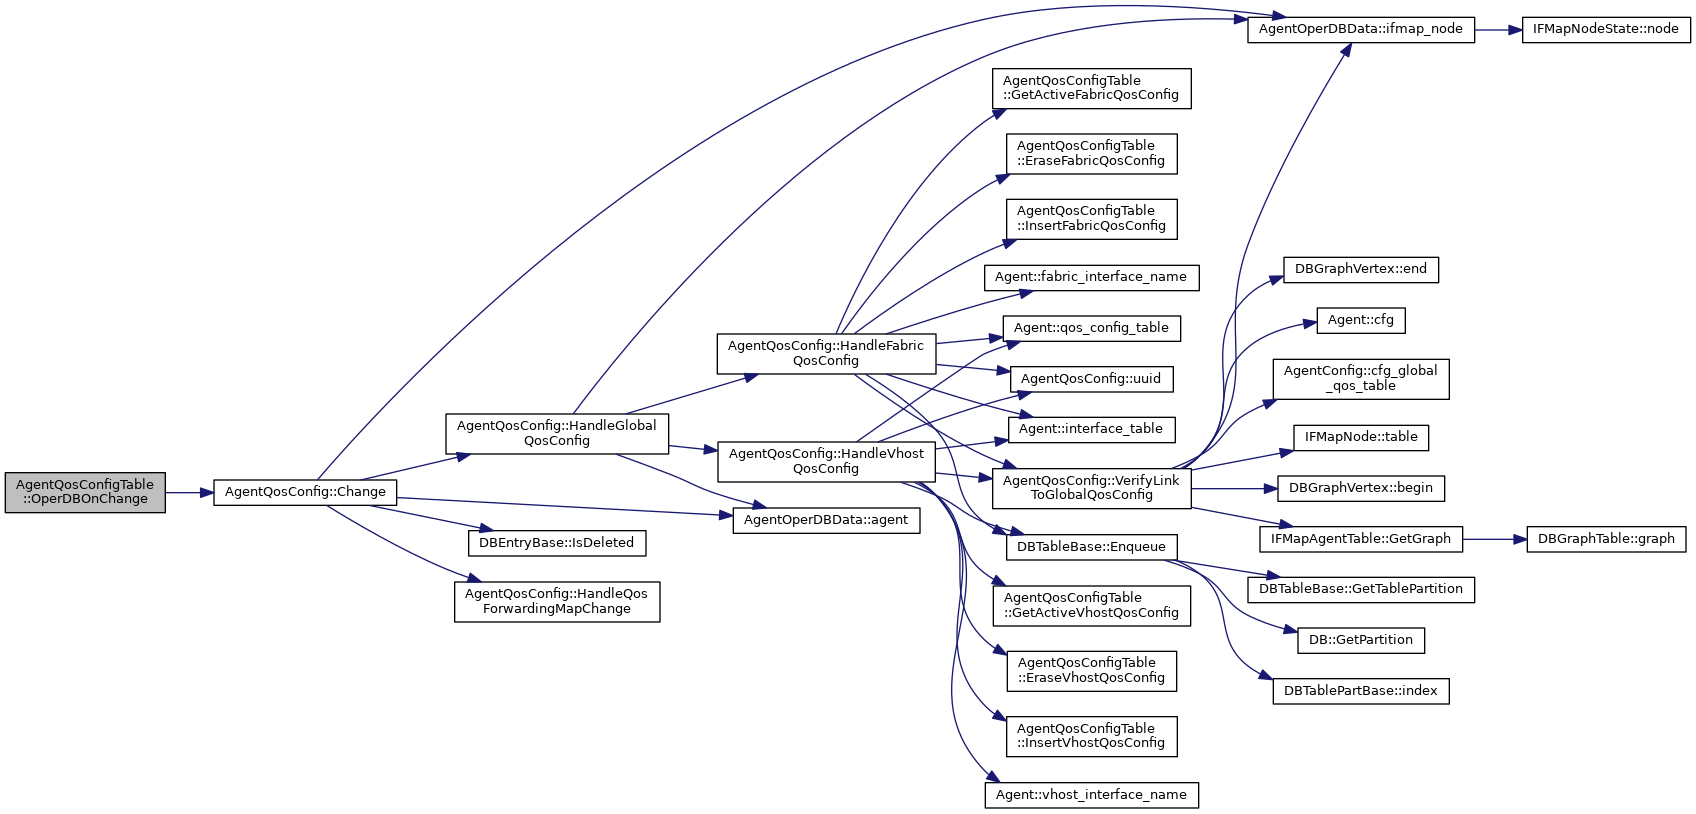 AgentQosConfigTable
::OperDBOnChange
AgentQosConfig::Change
AgentQosConfig::HandleGlobal
QosConfig
DBEntryBase::IsDeleted
AgentQosConfig::HandleQos
ForwardingMapChange
AgentQosConfig::HandleFabric
QosConfig
AgentQosConfig::HandleVhost
QosConfig
AgentOperDBData::agent
AgentQosConfigTable
::GetActiveFabricQosConfig
AgentQosConfigTable
::EraseFabricQosConfig
AgentQosConfigTable
::InsertFabricQosConfig
Agent::fabric_interface_name
Agent::qos_config_table
AgentQosConfig::uuid
Agent::interface_table
AgentQosConfig::VerifyLink
ToGlobalQosConfig
DBTableBase::Enqueue
AgentQosConfigTable
::GetActiveVhostQosConfig
AgentQosConfigTable
::EraseVhostQosConfig
AgentQosConfigTable
::InsertVhostQosConfig
Agent::vhost_interface_name
AgentOperDBData::ifmap_node
DBGraphVertex::end
Agent::cfg
AgentConfig::cfg_global
_qos_table
IFMapNode::table
DBGraphVertex::begin
IFMapAgentTable::GetGraph
DBTableBase::GetTablePartition
DB::GetPartition
DBTablePartBase::index
IFMapNodeState::node
DBGraphTable::graph